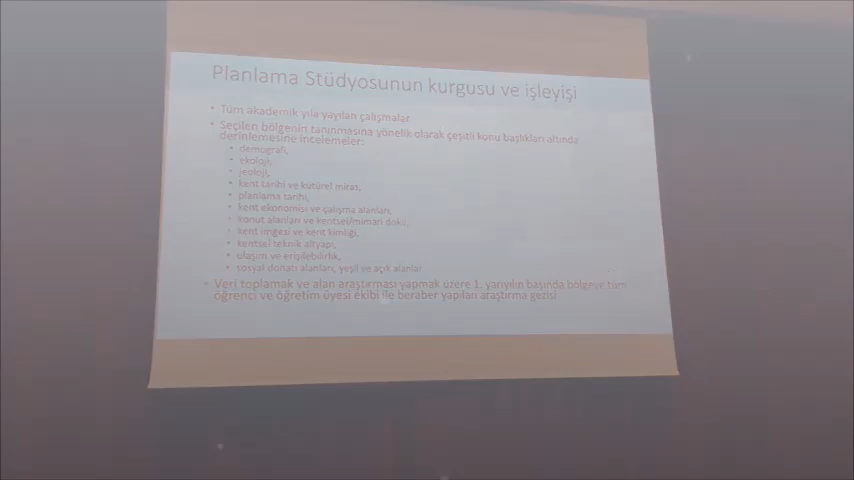 Planlama Stüdyosunun kurgusu ve işleyişi
• Tüm akademik yıla yayılan çalışmalar
• Seçilen bölgenin tanınmasına yönelik olarak çeşitli konu başlıkları altında
derinlemesine incelemeler:
• demografi,
• ekoloji,
• jeoloji,
• kent tarihi ve kültürel miras,
• planlama tarihi,
• kent ekonomisi ve çalışma alanları,
• konut alanları ve kentsel/mimari doku,
• kent imgesi ve kent kimliği,
• kentsel teknik altyapı,
• ulaşım ve erişilebilirlik,
• sosyal donatı alanları, yeşil ve açık alanlar
• Veri toplamak ve alan araştırması yapmak üzere 1. yarıyılın başında bölgeye tüm
öğrenci ve öğretim üyesi ekibi ile beraber yapılan araştırma gezisi